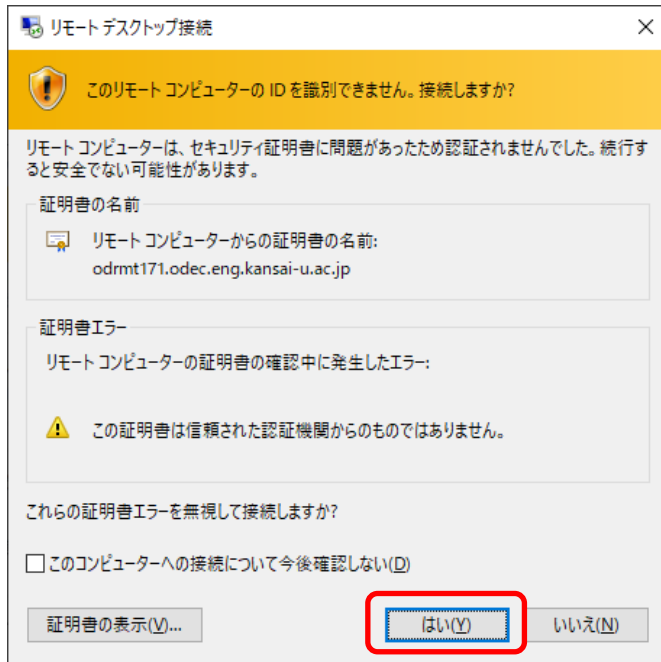 リモート デスクトップ接続
このリモート コンピューターの ID を識別できません。接続しますか?
リモート コンピューターは、セキュリティ証明書に問題があったため認証されませんでした。続行す
ると安全でない可能性があります。
証明書の名前
リモート コンピューターからの証明書の名前:
odrmt171.odec.eng.kansai-u.ac.jp
証明書エラー
リモート コンピューターの証明書の確認中に発生したエラー:
この証明書は信頼された認証機関からのものではありません。
これらの証明書エラーを無視して接続しますか?
このコンピューターへの接続について今後確認しない(D)
証明書の表示(V)... はい(Y) いいえ(N)